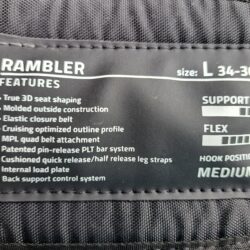 RAMBLER
size: L 34-36
FEATURES
• True 3D seat shaping
• Molded outside construction
• Elastic closure belt
• Cruising optimized outline profile
• MPL quad belt attachment
• Patented pin-release PLT bar system
• Cushioned quick release/half release leg straps
• Internal load plate
• Back support control system
SUPPORT
FLEX
HOOK POSITION
MEDIUM